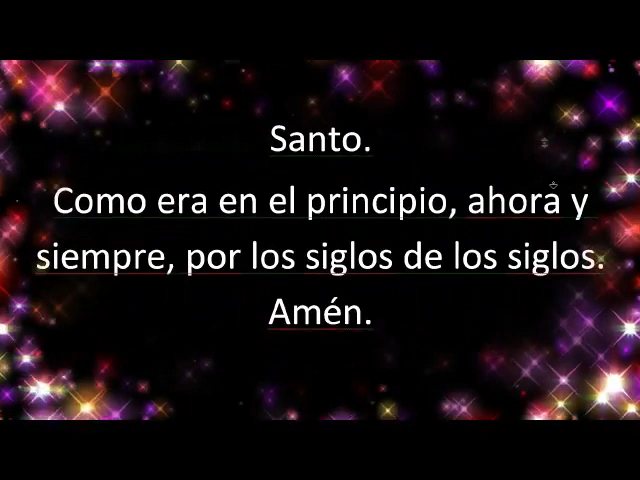 Santo.
Como era en el principio, ahora y
siempre, por los siglos de los siglos.
Amén.